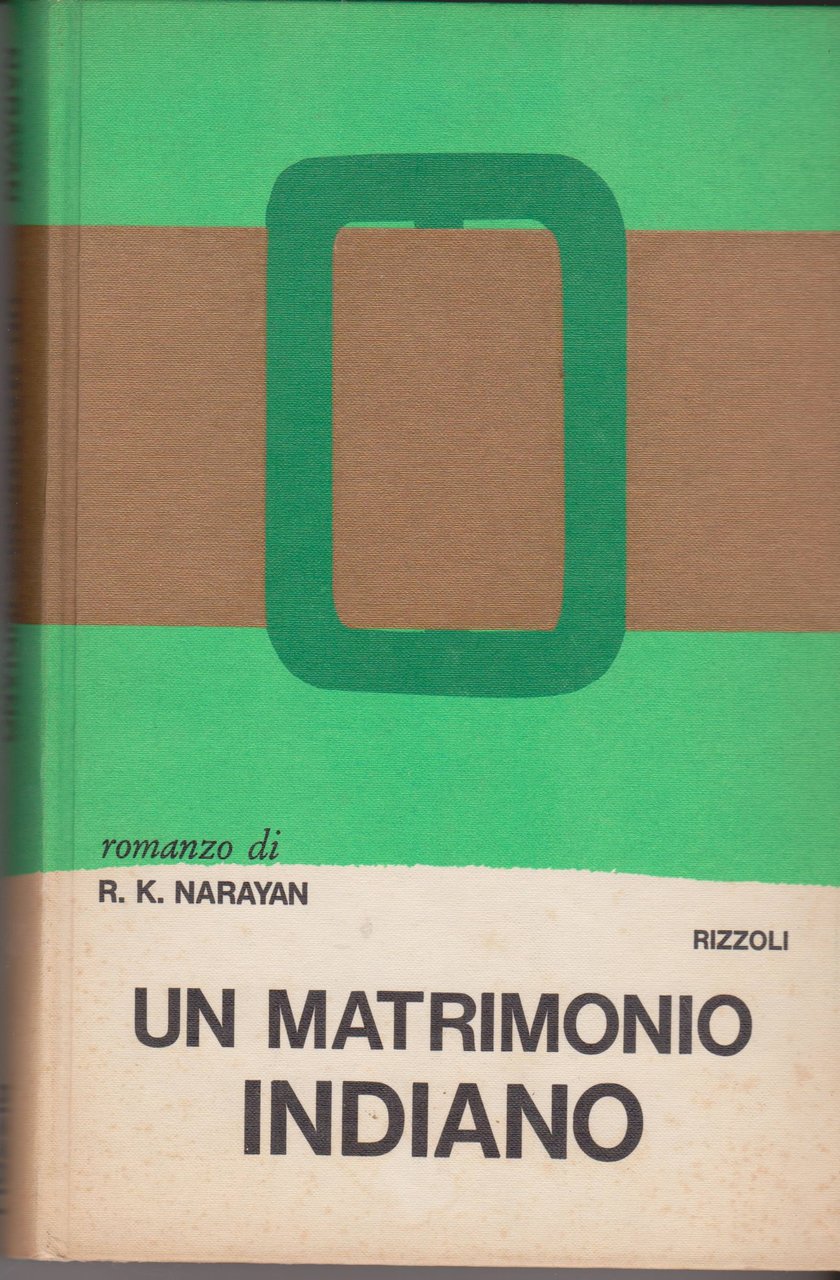 romanzo di
R. K. NARAYAN
RIZZOLI
UN MATRIMONIO
INDIANO